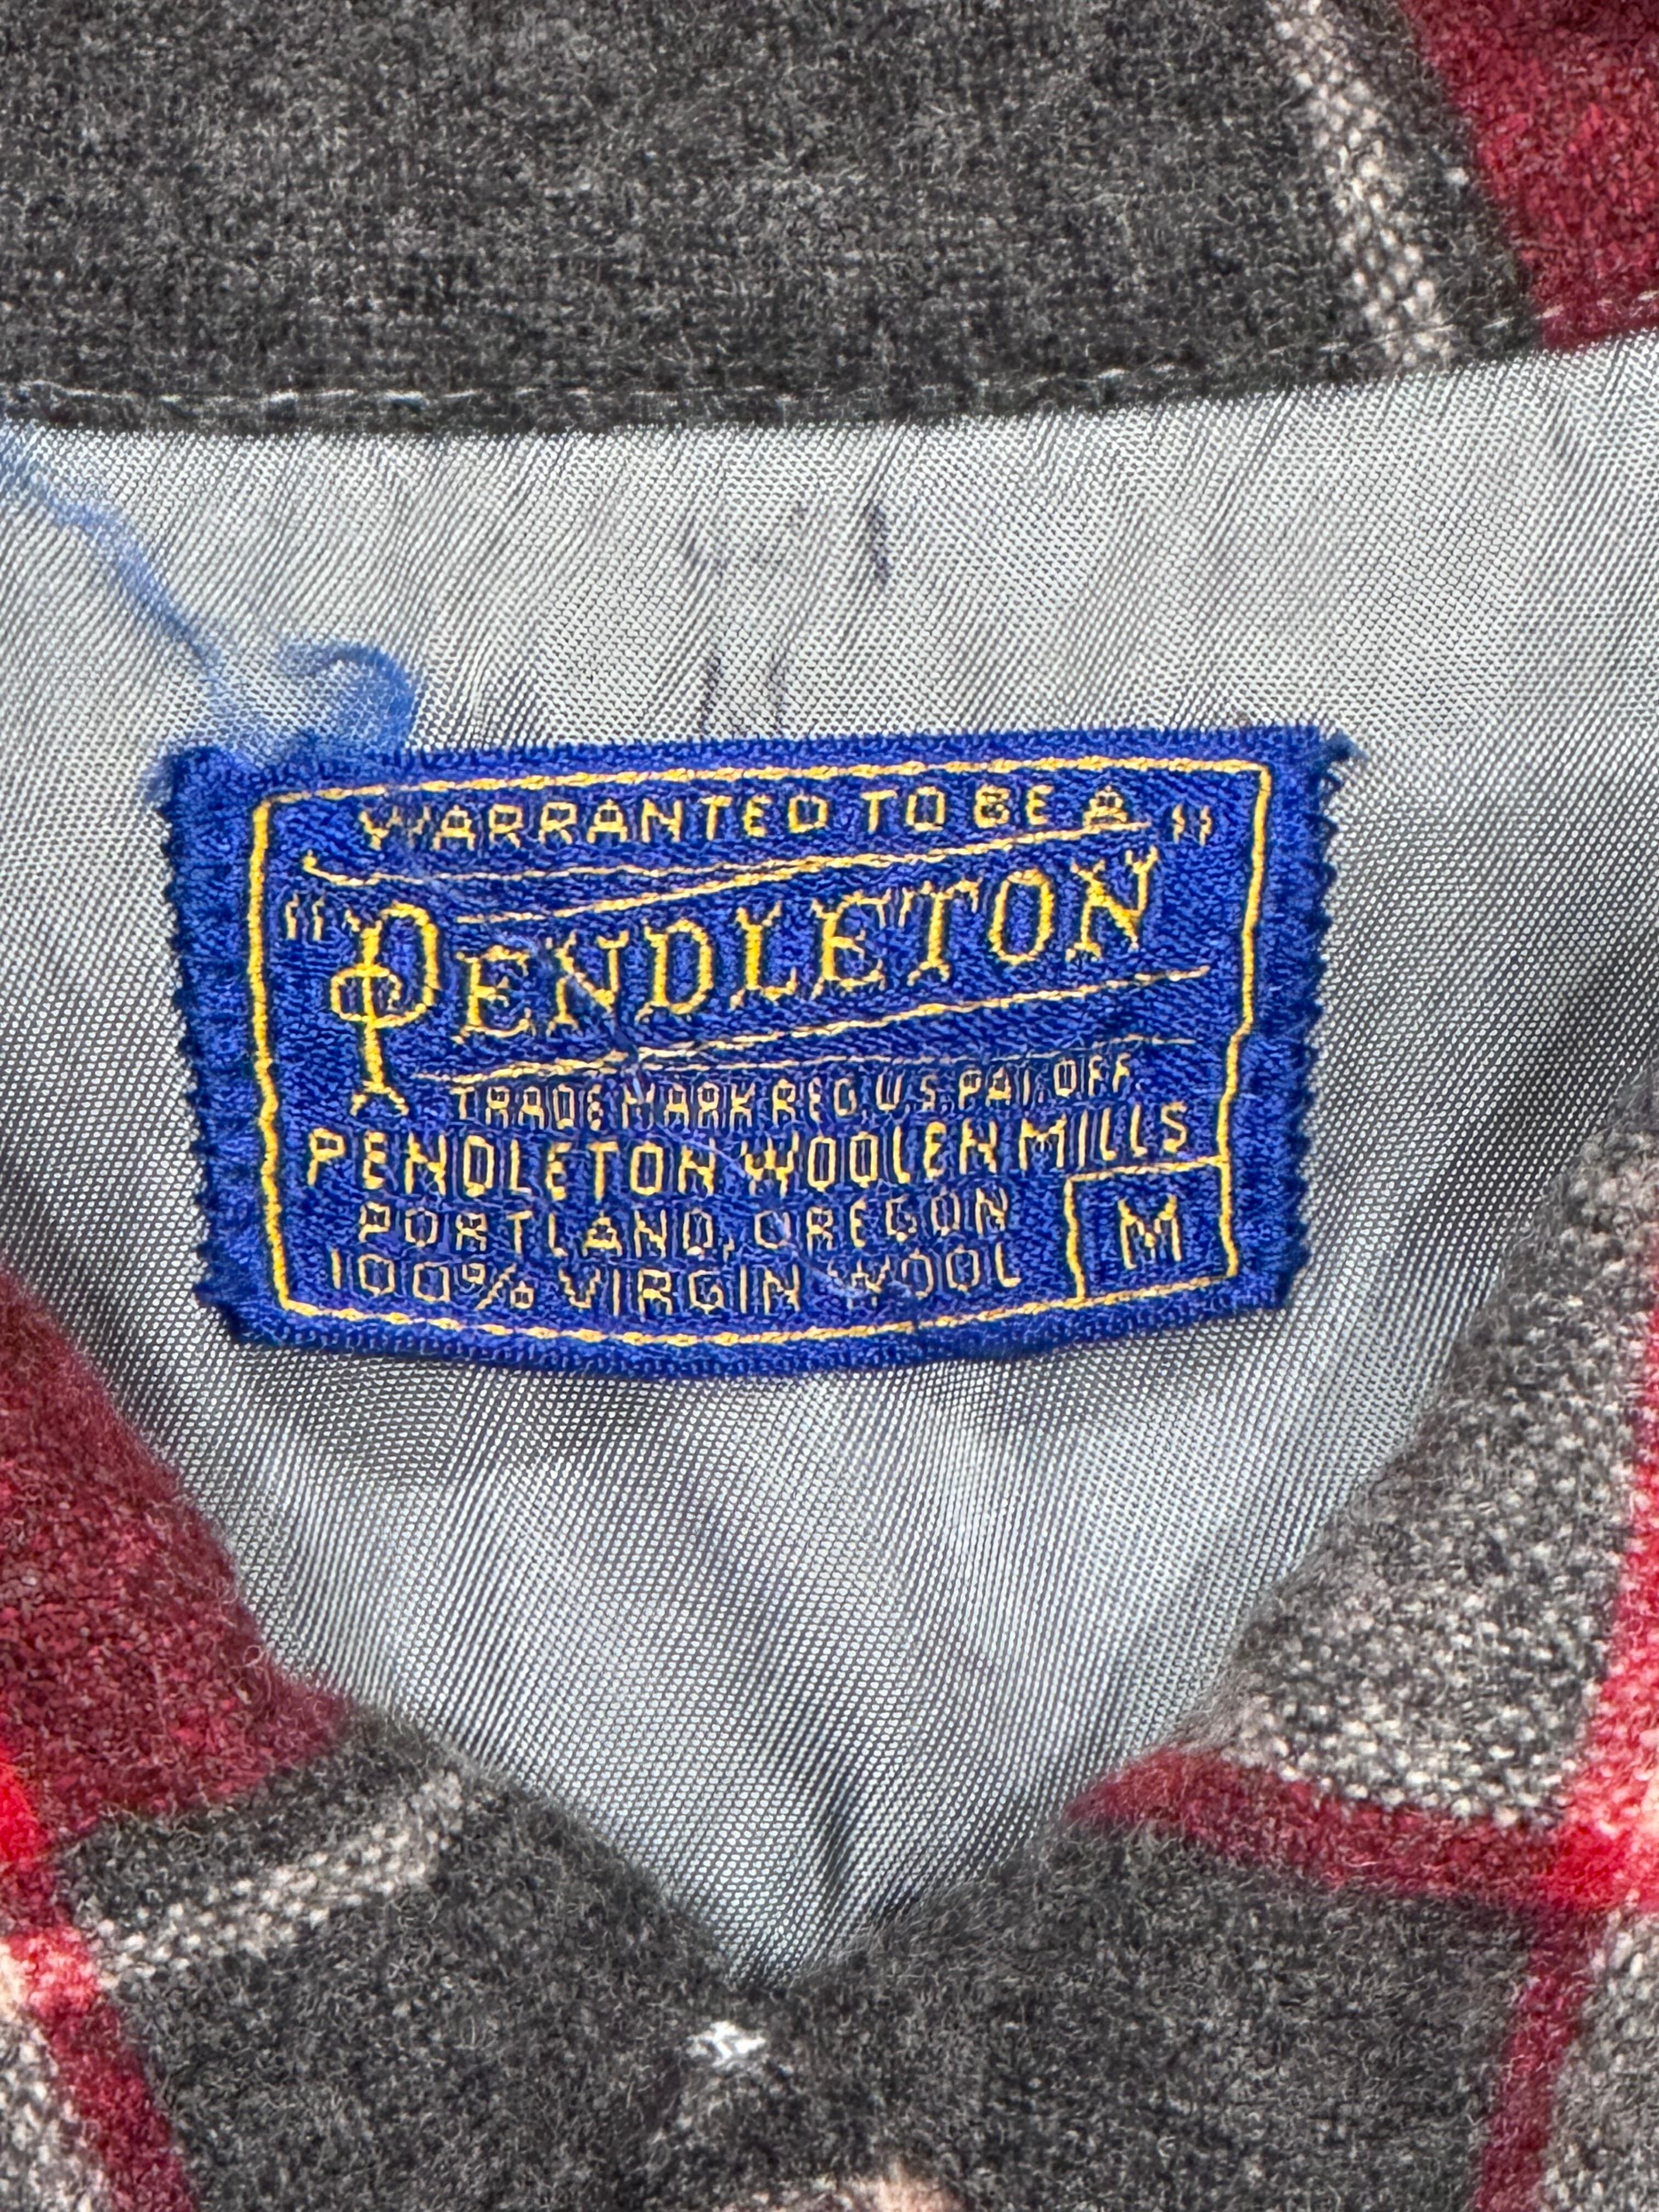 WARRANTED TO BE A
"PENDLETON"
TRADE MARK REG. U.S. PAT. OFF.
PENDLETON WOOLEN MILLS
PORTLAND, OREGON
100% VIRGIN WOOL
M